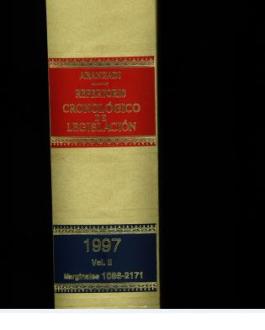 ARANZADI
REPERTORIO
CRONOLÓGICO
DE
LEGISLACIÓN
1997
Vol. II
Marginales 1086-2171